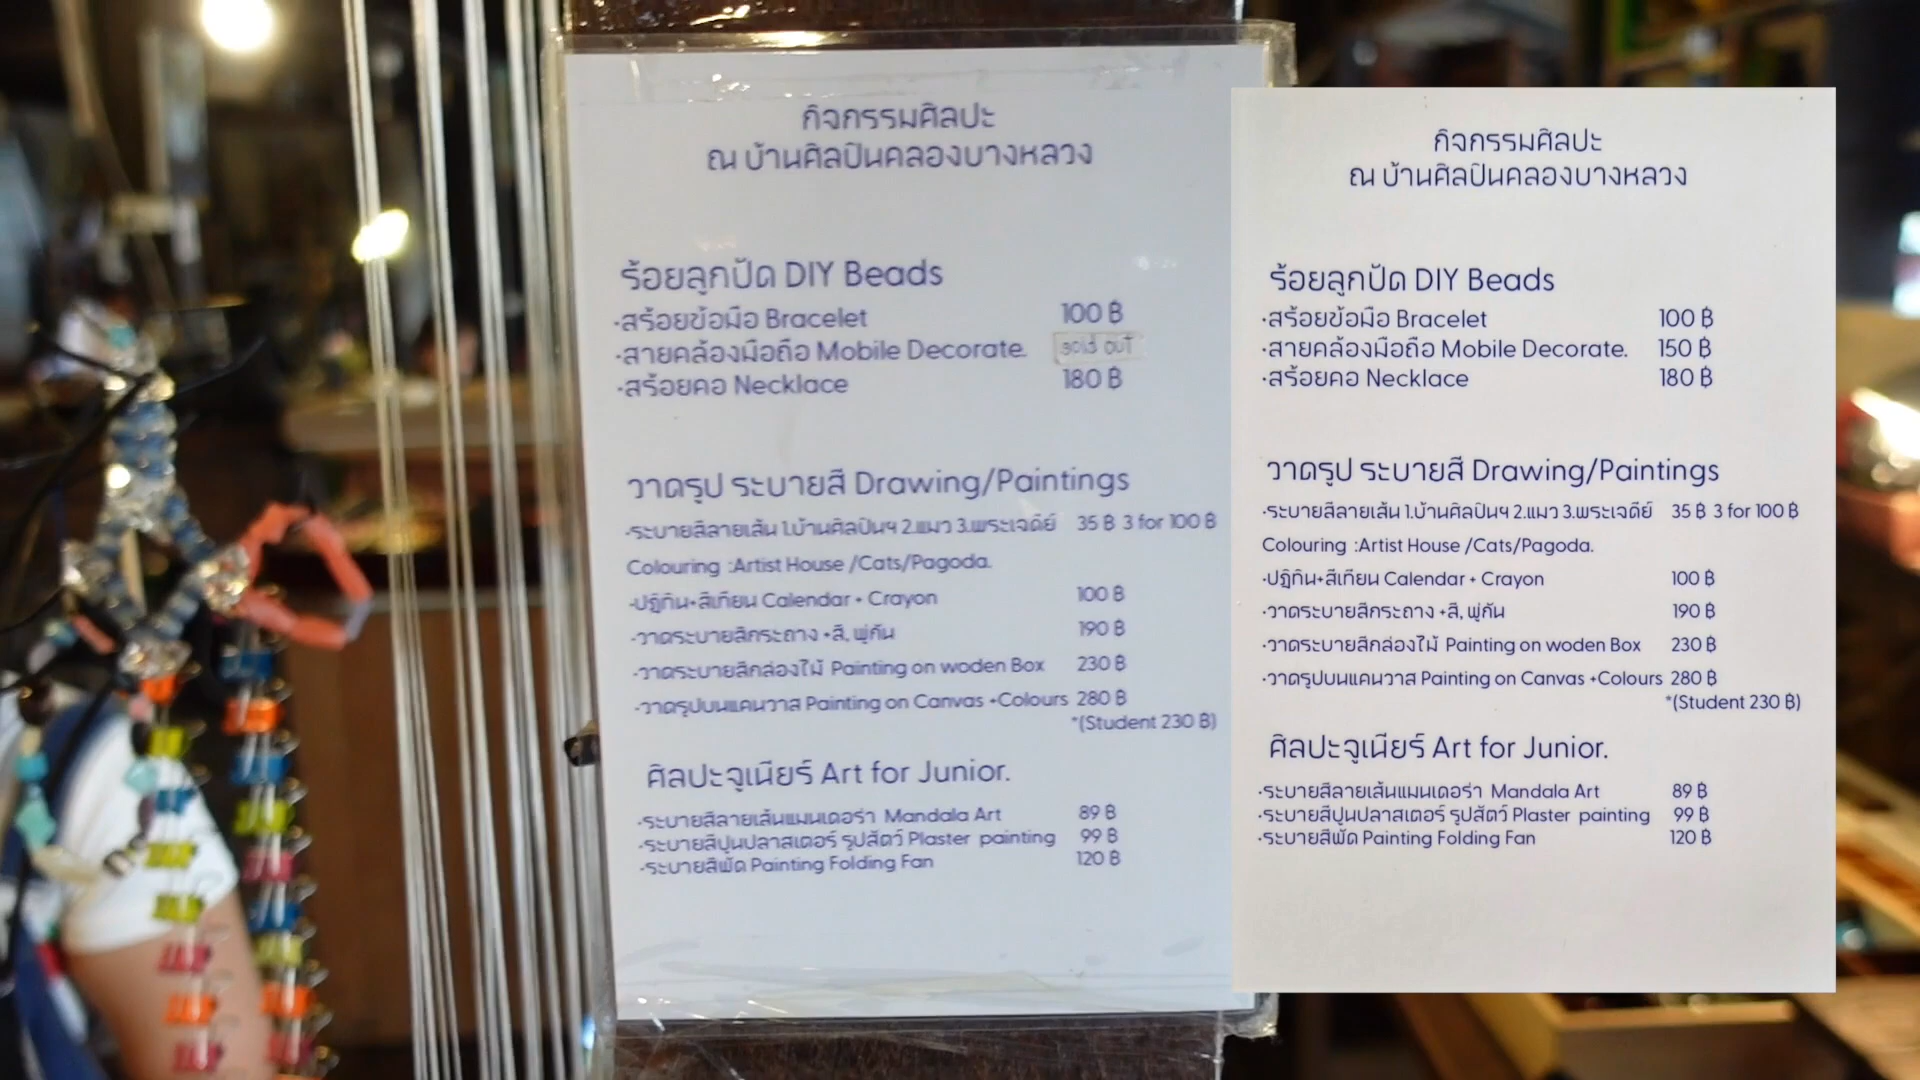 กิจกรรมศิลปะ
ณ บ้านศิลปินคลองบางหลวง
ร้อยลูกปัด DIY Beads
·สร้อยข้อมือ Bracelet 100 ฿
·สายคล้องมือถือ Mobile Decorate. sold out
·สร้อยคอ Necklace 180 ฿
วาดรูป ระบายสี Drawing/Paintings
·ระบายสีลายเส้น 1.บ้านศิลปินฯ 2.แมว 3.พระเจดีย์ 35 ฿ 3 for 100 ฿
Colouring :Artist House /Cats/Pagoda.
·ปฏิทิน+สีเทียน Calendar + Crayon 100 ฿
·วาดระบายสีกระถาง +สี, พู่กัน 190 ฿
·วาดระบายสีกล่องไม้ Painting on woden Box 230 ฿
·วาดรูปบนแคนวาส Painting on Canvas +Colours 280 ฿
*(Student 230 ฿)
ศิลปะจูเนียร์ Art for Junior.
·ระบายสีลายเส้นแมนเดอร่า Mandala Art 89 ฿
·ระบายสีปูนปลาสเตอร์ รูปสัตว์ Plaster painting 99 ฿
·ระบายสีพัด Painting Folding Fan 120 ฿
กิจกรรมศิลปะ
ณ บ้านศิลปินคลองบางหลวง
ร้อยลูกปัด DIY Beads
·สร้อยข้อมือ Bracelet 100 ฿
·สายคล้องมือถือ Mobile Decorate. 150 ฿
·สร้อยคอ Necklace 180 ฿
วาดรูป ระบายสี Drawing/Paintings
·ระบายสีลายเส้น 1.บ้านศิลปินฯ 2.แมว 3.พระเจดีย์ 35 ฿ 3 for 100 ฿
Colouring :Artist House /Cats/Pagoda.
·ปฏิทิน+สีเทียน Calendar + Crayon 100 ฿
·วาดระบายสีกระถาง +สี, พู่กัน 190 ฿
·วาดระบายสีกล่องไม้ Painting on woden Box 230 ฿
·วาดรูปบนแคนวาส Painting on Canvas +Colours 280 ฿
*(Student 230 ฿)
ศิลปะจูเนียร์ Art for Junior.
·ระบายสีลายเส้นแมนเดอร่า Mandala Art 89 ฿
·ระบายสีปูนปลาสเตอร์ รูปสัตว์ Plaster painting 99 ฿
·ระบายสีพัด Painting Folding Fan 120 ฿